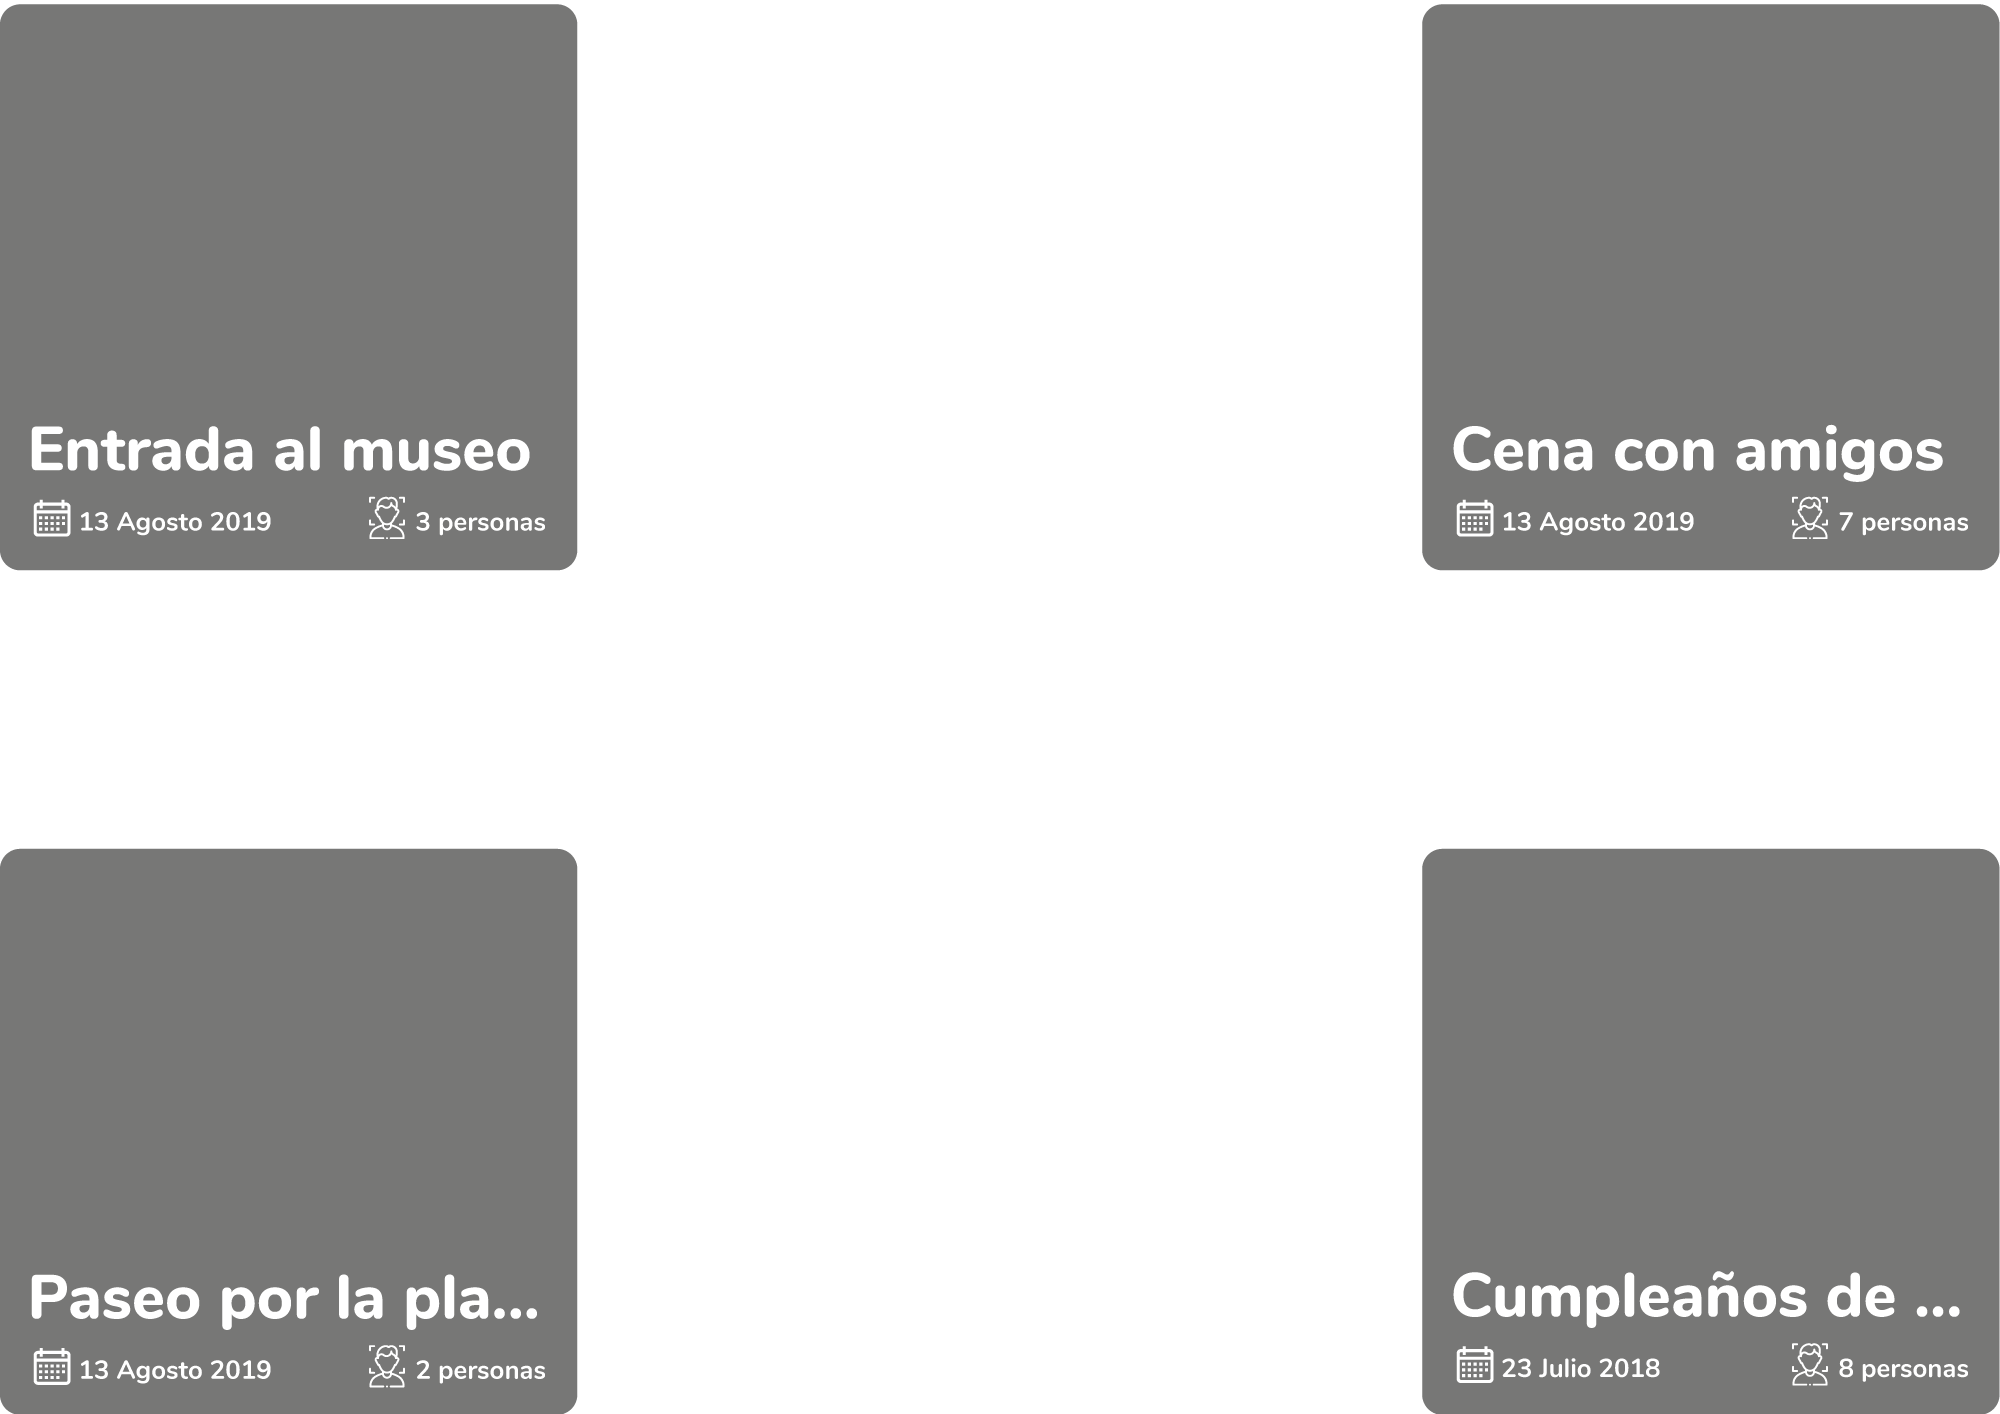 Entrada al museo
13 Agosto 2019
3 personas
Cena con amigos
13 Agosto 2019
7 personas
Paseo por la pla...
13 Agosto 2019
2 personas
Cumpleaños de ...
23 Julio 2018
8 personas